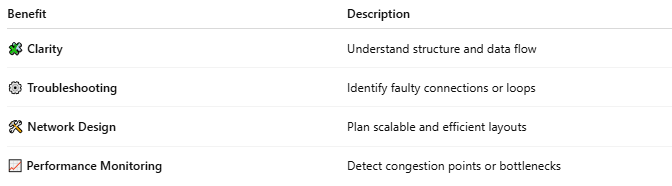 Benefit Description
Clarity Understand structure and data flow
Troubleshooting Identify faulty connections or loops
Network Design Plan scalable and efficient layouts
Performance Monitoring Detect congestion points or bottlenecks